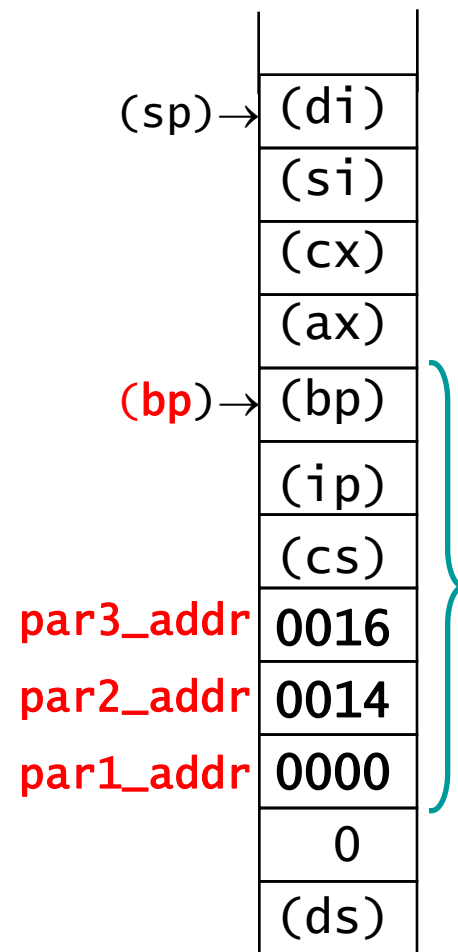 (sp)→ (di)
(si)
(cx)
(ax)
(bp)→ (bp)
(ip)
(cs)
par3_addr 0016
par2_addr 0014
par1_addr 0000
0
(ds)